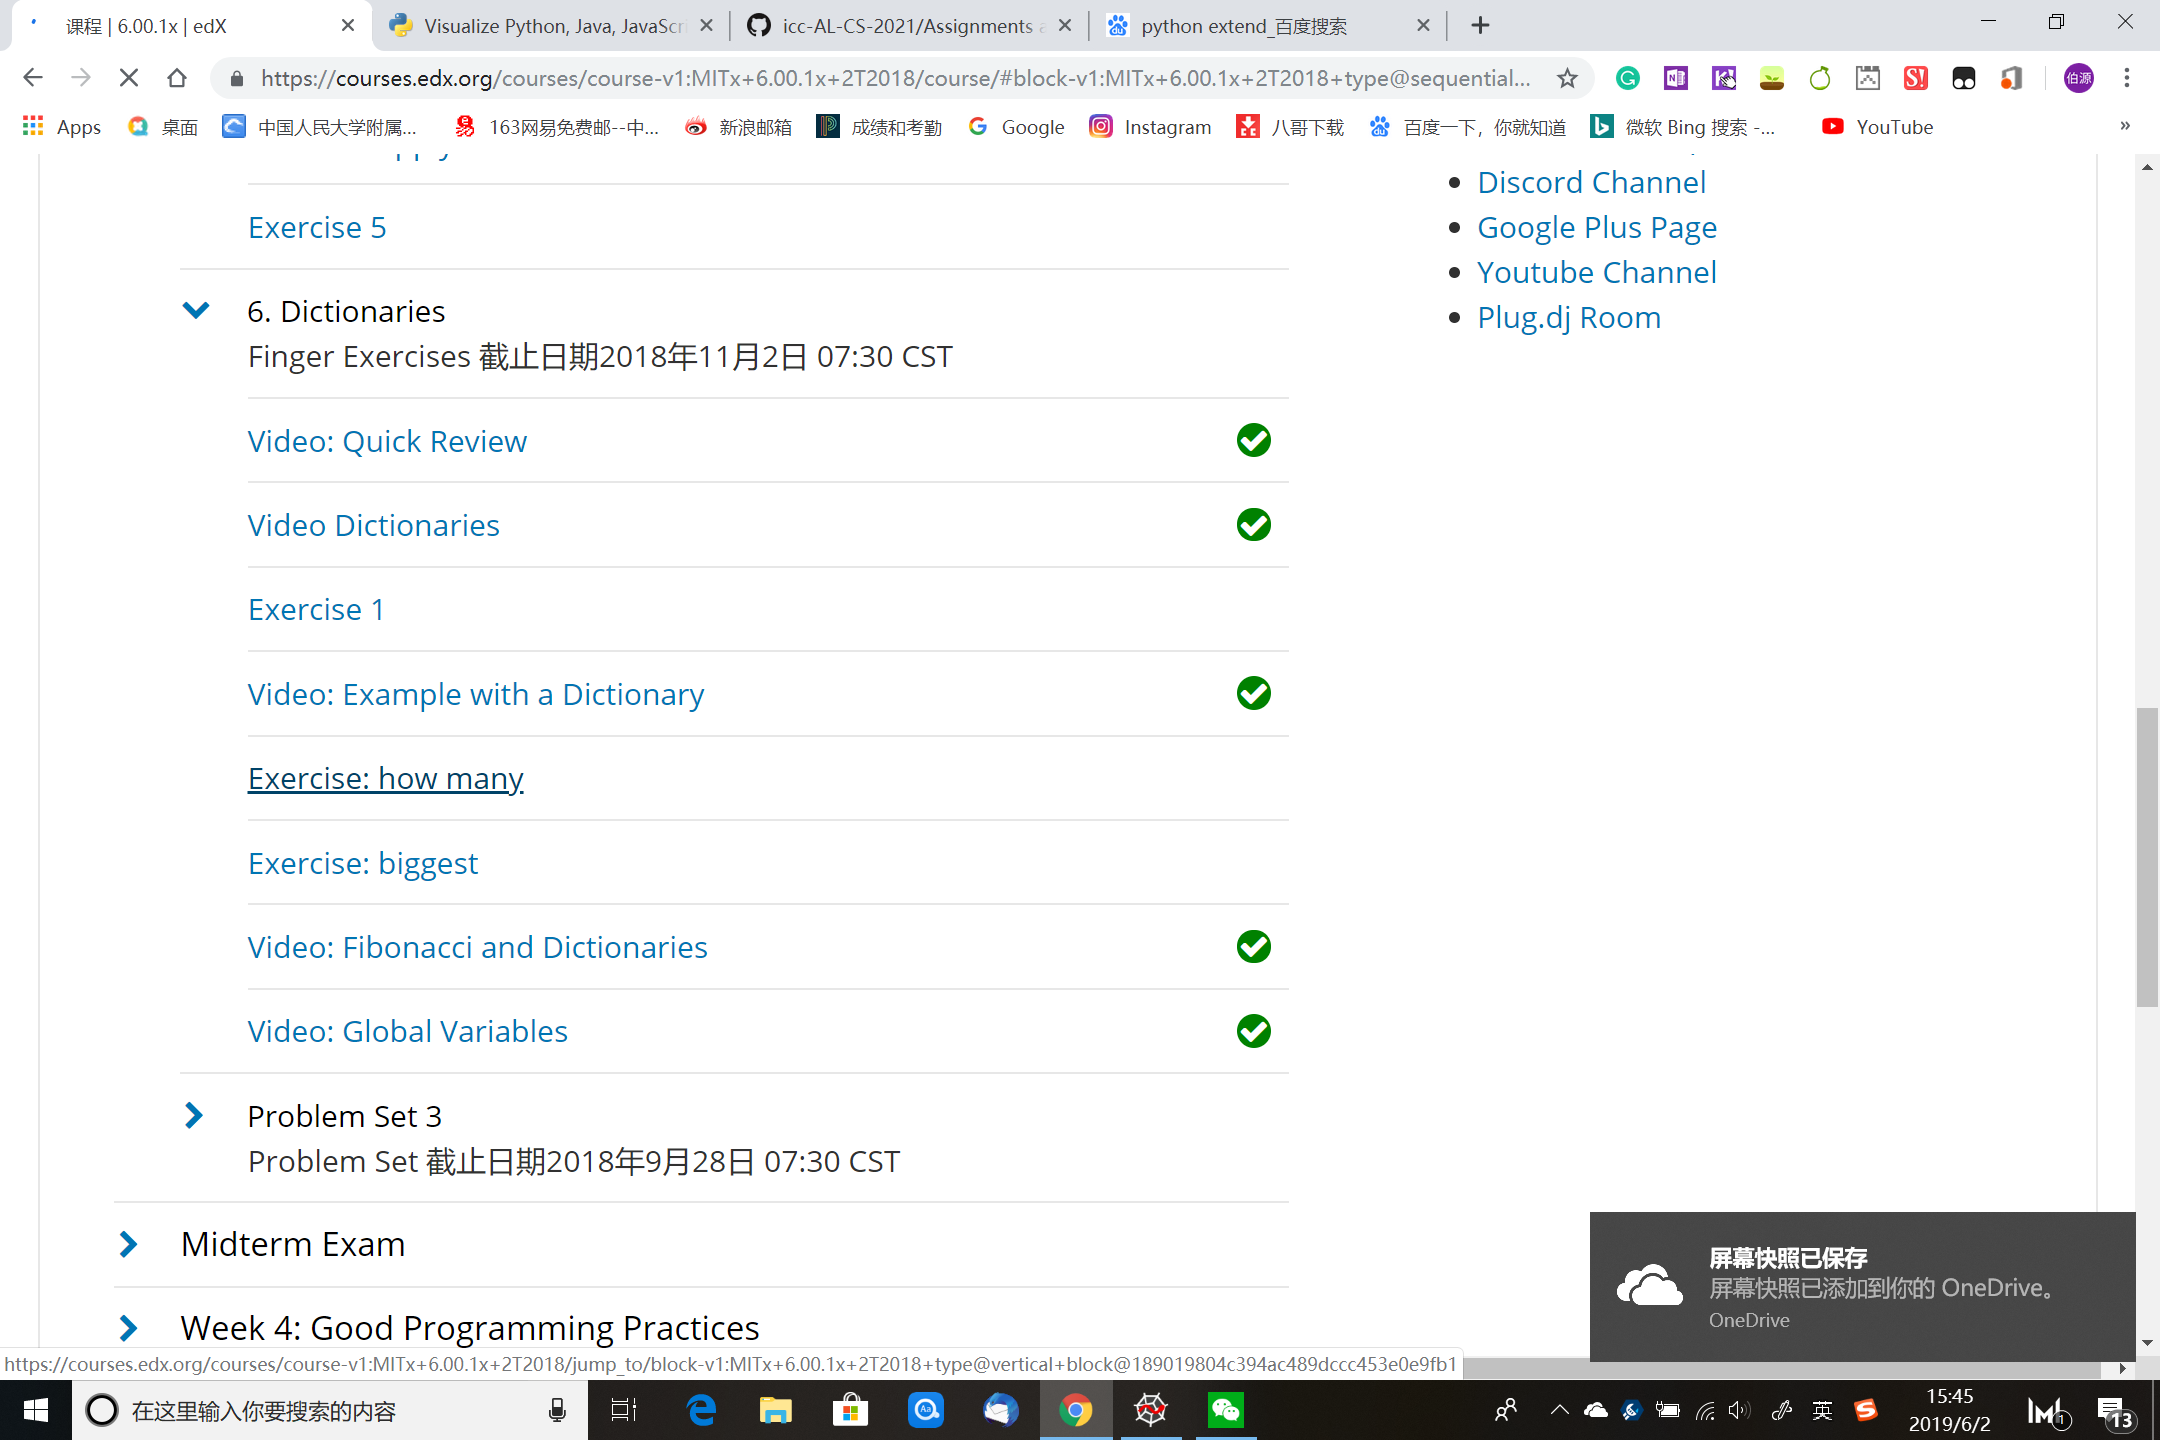 课程 | 6.00.1x | edX
Visualize Python, Java, JavaScri
icc-AL-CS-2021/Assignments a
python extend_百度搜索
https://courses.edx.org/courses/course-v1:MITx+6.00.1x+2T2018/course/#block-v1:MITx+6.00.1x+2T2018+type@sequential...
伯源
Apps
桌面
中国人民大学附属...
163网易免费邮--中...
新浪邮箱
成绩和考勤
Google
Instagram
八哥下载
百度一下，你就知道
微软 Bing 搜索 -...
YouTube
»
Exercise 5
6. Dictionaries
Finger Exercises 截止日期2018年11月2日 07:30 CST
Video: Quick Review
Video Dictionaries
Exercise 1
Video: Example with a Dictionary
Exercise: how many
Exercise: biggest
Video: Fibonacci and Dictionaries
Video: Global Variables
Problem Set 3
Problem Set 截止日期2018年9月28日 07:30 CST
Midterm Exam
Week 4: Good Programming Practices
Discord Channel
Google Plus Page
Youtube Channel
Plug.dj Room
屏幕快照已保存
屏幕快照已添加到你的 OneDrive。
OneDrive
https://courses.edx.org/courses/course-v1:MITx+6.00.1x+2T2018/jump_to/block-v1:MITx+6.00.1x+2T2018+type@vertical+block@189019804c394ac489dccc453e0e9fb1
在这里输入你要搜索的内容
英
15:45
2019/6/2
1
13